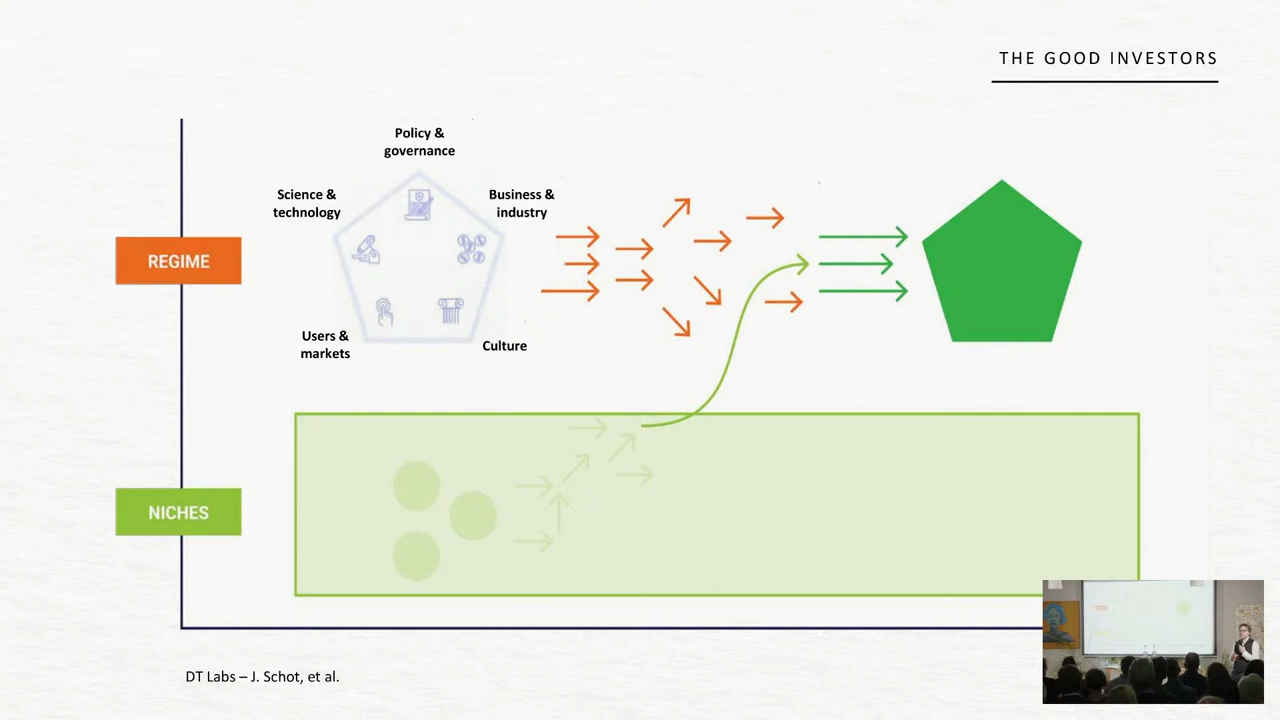 THE GOOD INVESTORS
Policy &
governance
Science &
technology
Business &
industry
REGIME
Users &
markets
Culture
NICHES
DT Labs – J. Schot, et al.